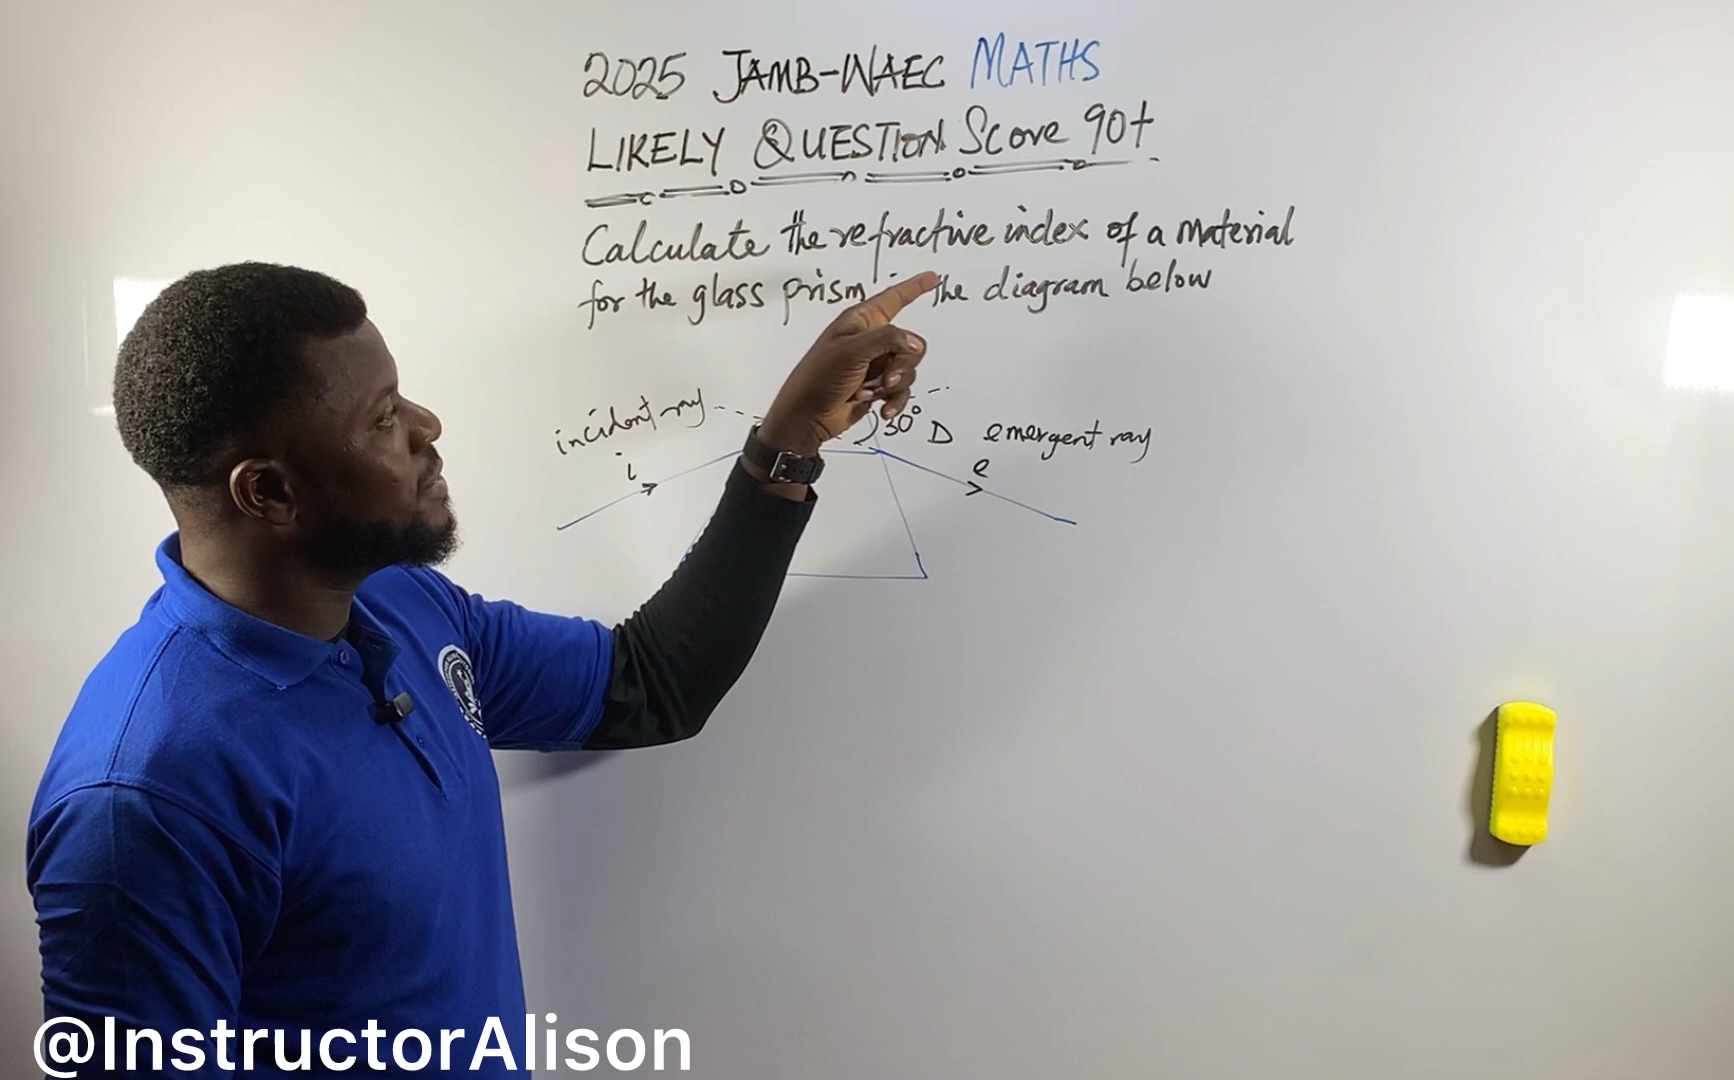 2025 JAMB-WAEC MATHS
LIKELY QUESTION Score 90+
Calculate the refractive index of a material
for the glass prism the diagram below
incident ray
30° D emergent ray
i
e
@InstructorAlison